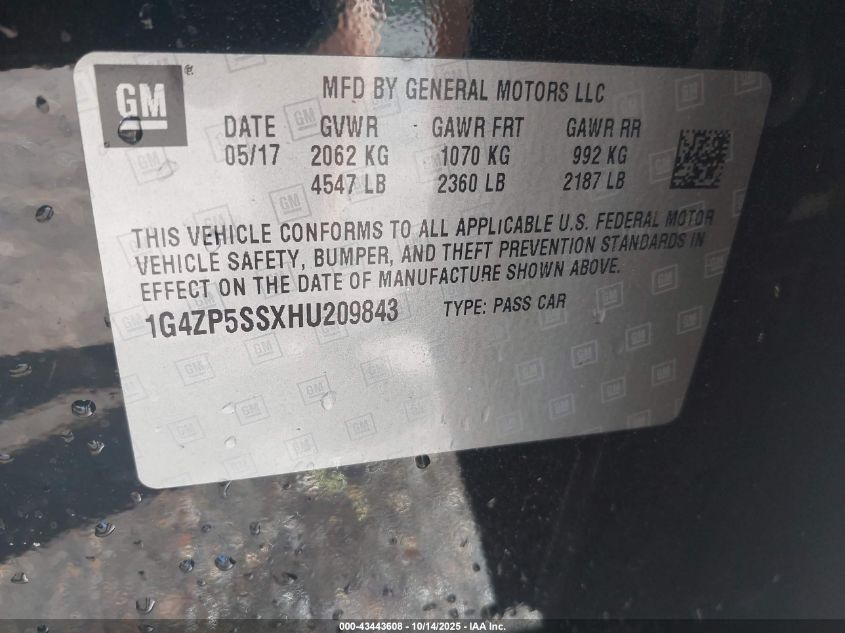 GM ®
MFD BY GENERAL MOTORS LLC
DATE GVWR GAWR FRT GAWR RR
05/17 2062 KG 1070 KG 992 KG
4547 LB 2360 LB 2187 LB
THIS VEHICLE CONFORMS TO ALL APPLICABLE U.S. FEDERAL MOTOR
VEHICLE SAFETY, BUMPER, AND THEFT PREVENTION STANDARDS IN
EFFECT ON THE DATE OF MANUFACTURE SHOWN ABOVE.
1G4ZP5SSXHU209843 TYPE: PASS CAR
000-43443608 - 10/14/2025 - IAA Inc.